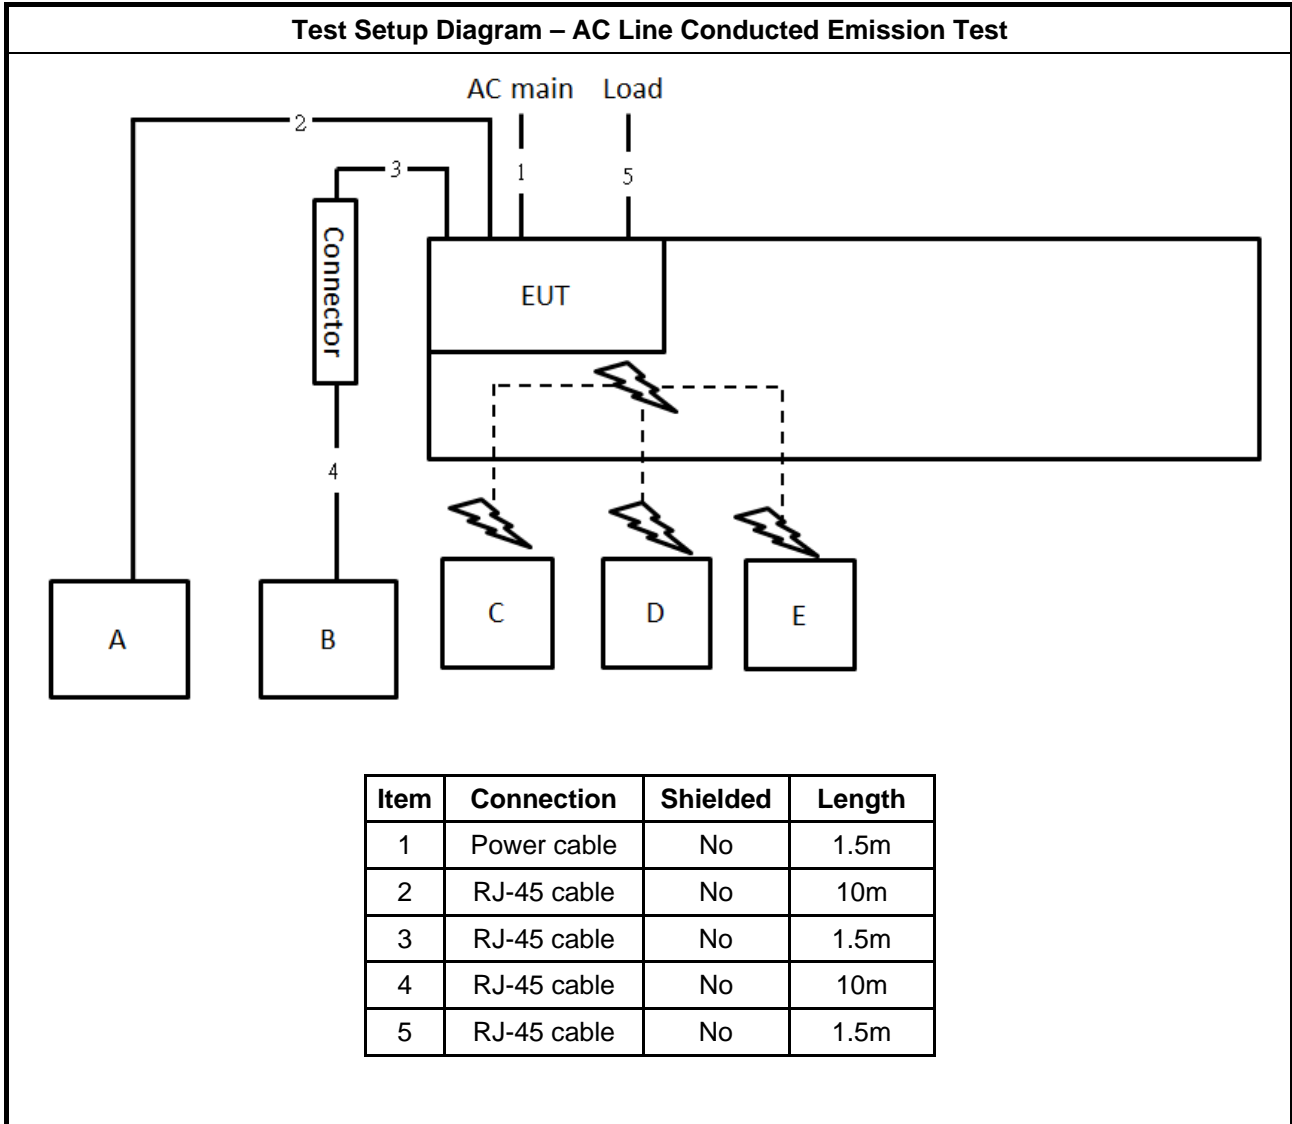 Test Setup Diagram – AC Line Conducted Emission Test
AC main
Load
2
3
1
5
Connector
EUT
4
A
B
C
D
E
Item Connection Shielded Length
1 Power cable No 1.5m
2 RJ-45 cable No 10m
3 RJ-45 cable No 1.5m
4 RJ-45 cable No 10m
5 RJ-45 cable No 1.5m